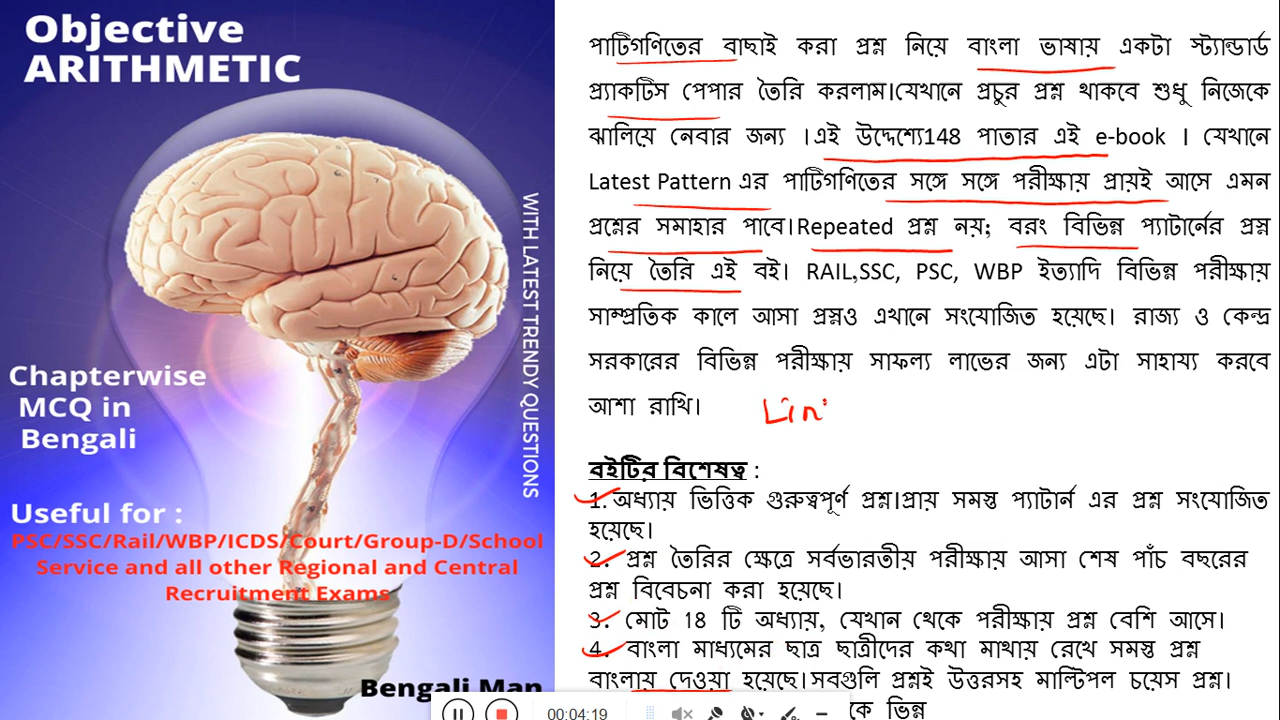 Objective
ARITHMETIC
WITH LATEST TRENDY QUESTIONS
Chapterwise
MCQ in
Bengali
Useful for :
PSC/SSC/Rail/WBP/ICDS/Court/Group-D/School
Service and all other Regional and Central
Recruitment Exams
Bengali Man
পাটিগণিতের বাছাই করা প্রশ্ন নিয়ে বাংলা ভাষায় একটা স্ট্যান্ডার্ড
প্র্যাকটিস পেপার তৈরি করলাম।যেখানে প্রচুর প্রশ্ন থাকবে শুধু নিজেকে
ঝালিয়ে নেবার জন্য ।এই উদ্দেশ্যে148 পাতার এই e-book । যেখানে
Latest Pattern এর পাটিগণিতের সঙ্গে সঙ্গে পরীক্ষায় প্রায়ই আসে এমন
প্রশ্নের সমাহার পাবে।Repeated প্রশ্ন নয়; বরং বিভিন্ন প্যাটার্নের প্রস্ন
নিয়ে তৈরি এই বই। RAIL,SSC, PSC, WBP ইত্যাদি বিভিন্ন পরীক্ষায়
সাম্প্রতিক কালে আসা প্রস্নও এখানে সংযোজিত হয়েছে। রাজ্য ও কেন্দ্র
সরকারের বিভিন্ন পরীক্ষায় সাফল্য লাভের জন্য এটা সাহায্য করবে
আশা রাখি। Lin
বইটির বিশেষত্ব :
1. অধ্যায় ভিত্তিক গুরুত্বপূর্ণ প্রশ্ন।প্রায় সমস্ত প্যাটার্ন এর প্রশ্ন সংযোজিত
হয়েছে।
2. প্রশ্ন তৈরির ক্ষেত্রে সর্বভারতীয় পরীক্ষায় আসা শেষ পাঁচ বছরের
প্রশ্ন বিবেচনা করা হয়েছে।
3. মোট 18 টি অধ্যায়, যেখান থেকে পরীক্ষায় প্রশ্ন বেশি আসে।
4. বাংলা মাধ্যমের ছাত্র ছাত্রীদের কথা মাথায় রেখে সমস্ত প্রশ্ন
বাংলায় দেওয়া হয়েছে।সবগুলি প্রশ্নই উত্তরসহ মাল্টিপল চয়েস প্রশ্ন।
00:04:19 কে ভিন্ন